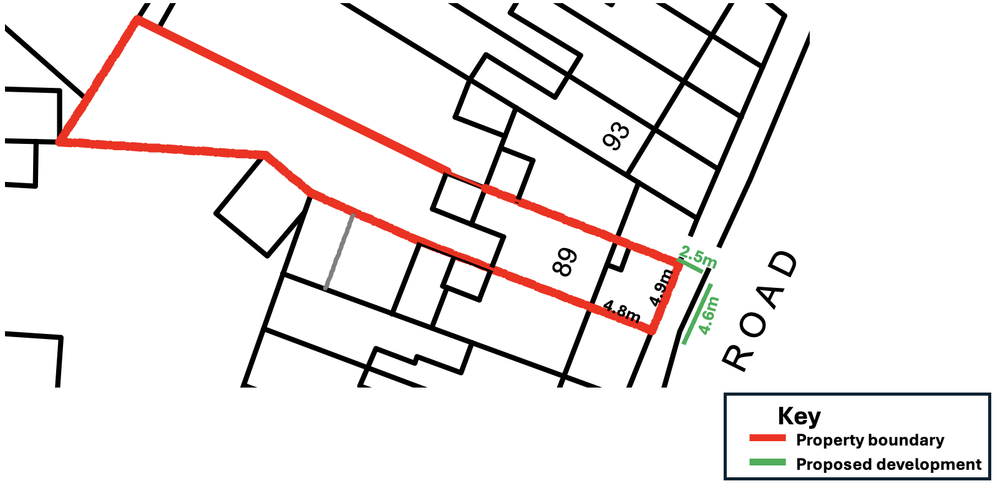 93
89
2.5m
4.9m
4.8m
4.6m
ROAD
Key
Property boundary
Proposed development